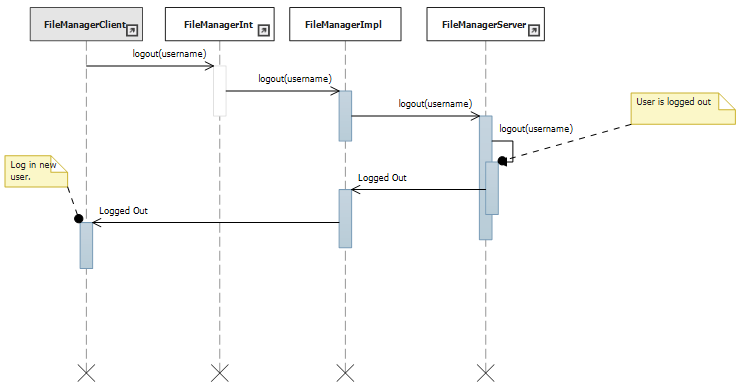 FileManagerClient
FileManagerInt
FileManagerImpl
FileManagerServer
logout(username)
logout(username)
logout(username)
User is logged out
logout(username)
Log in new
user.
Logged Out
Logged Out